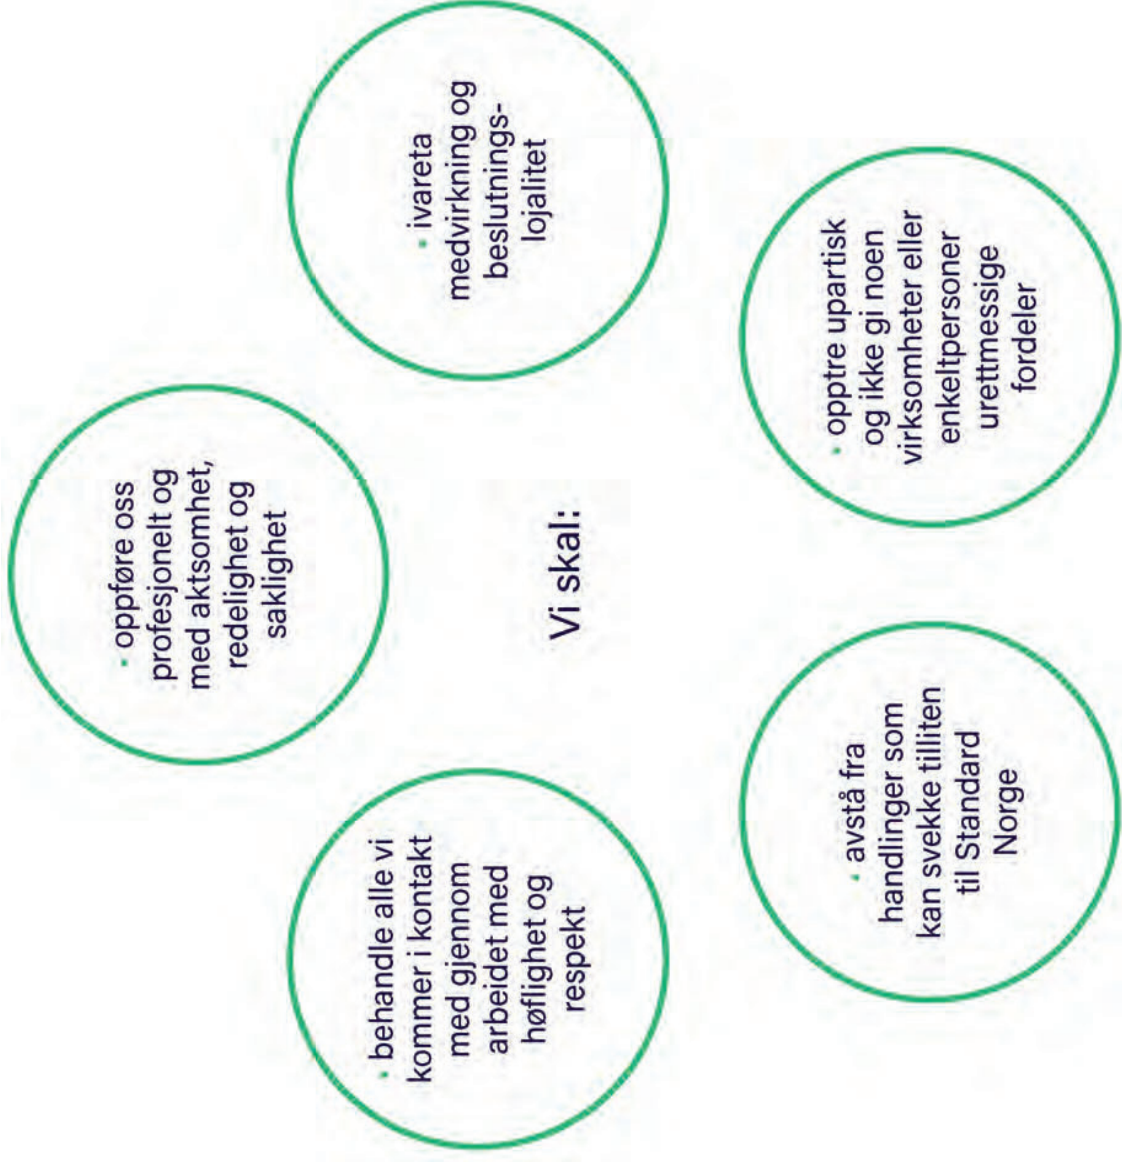 Vi skal:
• oppføre oss
profesjonelt og
med aktsomhet,
redelighet og
saklighet
• ivareta
medvirkning og
beslutnings-
lojalitet
• opptre upartisk
og ikke gi noen
virksomheter eller
enkeltpersoner
urettmessige
fordeler
• avstå fra
handlinger som
kan svekke tilliten
til Standard
Norge
• behandle alle vi
kommer i kontakt
med gjennom
arbeidet med
høflighet og
respekt